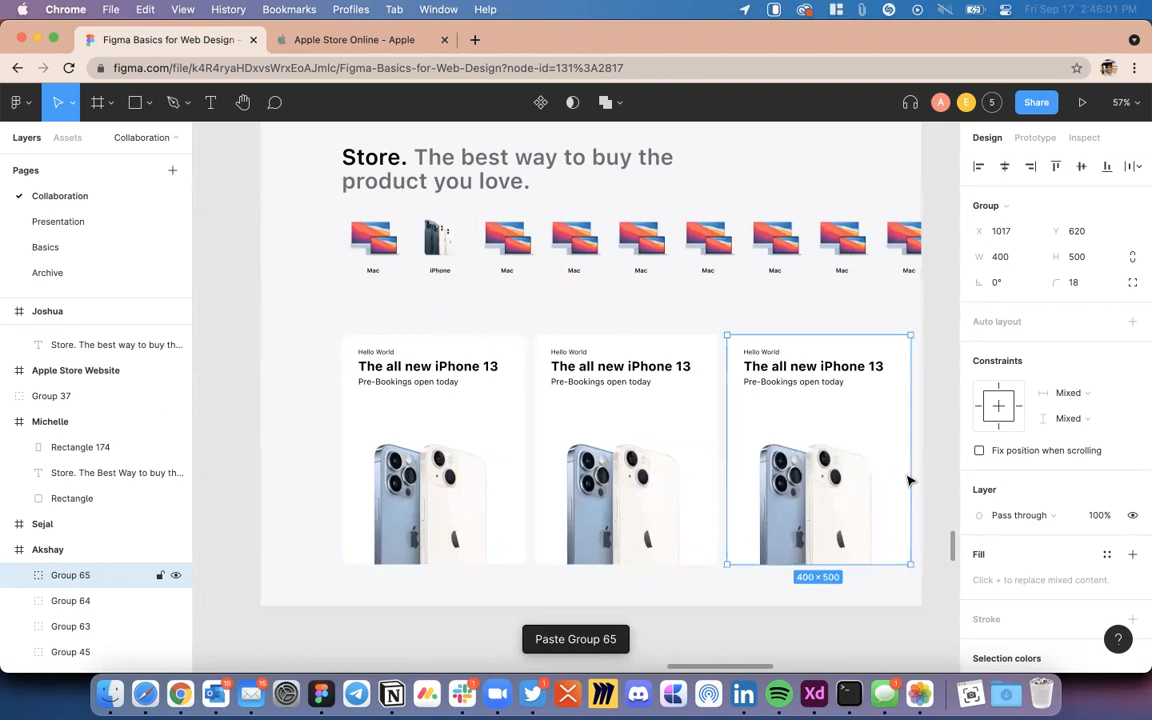 Chrome File Edit View History Bookmarks Profiles Tab Window Help Fri Sep 17 2:46:01 PM
Figma Basics for Web Design - Apple Store Online - Apple
figma.com/file/k4R4ryaHDxvsWrxEoAJmlc/Figma-Basics-for-Web-Design?node-id=131%3A2817
A E 5 Share 57%
Layers Assets Collaboration
Design Prototype Inspect
Pages
Collaboration
Presentation
Basics
Archive
Joshua
Store. The best way to buy th...
Apple Store Website
Group 37
Michelle
Rectangle 174
Store. The Best Way to buy th...
Rectangle
Sejal
Akshay
Group 65
Group 64
Group 63
Group 45
Store. The best way to buy the
product you love.
Mac iPhone Mac Mac Mac Mac Mac Mac Mac
Hello World
The all new iPhone 13
Pre-Bookings open today
Hello World
The all new iPhone 13
Pre-Bookings open today
Hello World
The all new iPhone 13
Pre-Bookings open today
400 × 500
Paste Group 65
Group
X 1017 Y 620
W 400 H 500
0° 18
Auto layout
Constraints
Mixed
Mixed
Fix position when scrolling
Layer
Pass through 100%
Fill
Click + to replace mixed content.
Stroke
Selection colors
?